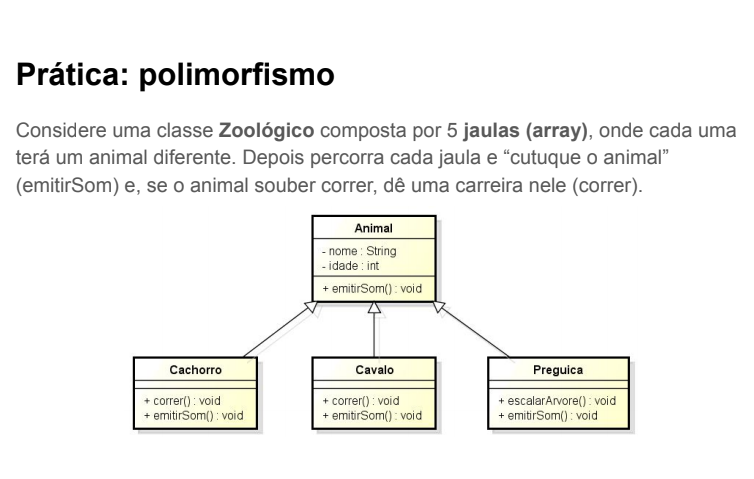 Prática: polimorfismo
Considere uma classe Zoológico composta por 5 jaulas (array), onde cada uma
terá um animal diferente. Depois percorra cada jaula e “cutuque o animal”
(emitirSom) e, se o animal souber correr, dê uma carreira nele (correr).
Animal
- nome : String
- idade : int
+ emitirSom() : void
Cachorro
+ correr() : void
+ emitirSom() : void
Cavalo
+ correr() : void
+ emitirSom() : void
Preguica
+ escalarArvore() : void
+ emitirSom() : void